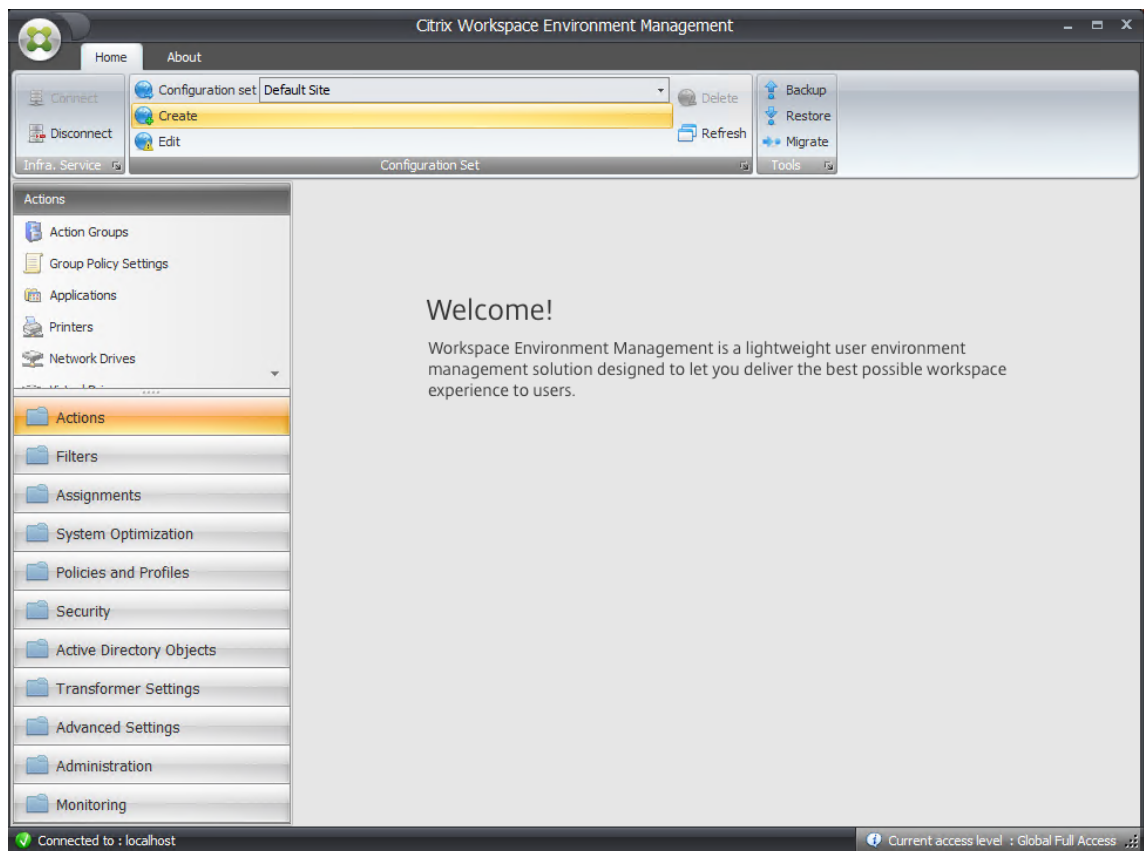 Citrix Workspace Environment Management
Home
About
Connect
Disconnect
Infra. Service
Configuration set
Default Site
Create
Edit
Delete
Refresh
Configuration Set
Backup
Restore
Migrate
Tools
Actions
Action Groups
Group Policy Settings
Applications
Printers
Network Drives
Actions
Filters
Assignments
System Optimization
Policies and Profiles
Security
Active Directory Objects
Transformer Settings
Advanced Settings
Administration
Monitoring
Welcome!
Workspace Environment Management is a lightweight user environment
management solution designed to let you deliver the best possible workspace
experience to users.
Connected to : localhost
Current access level : Global Full Access